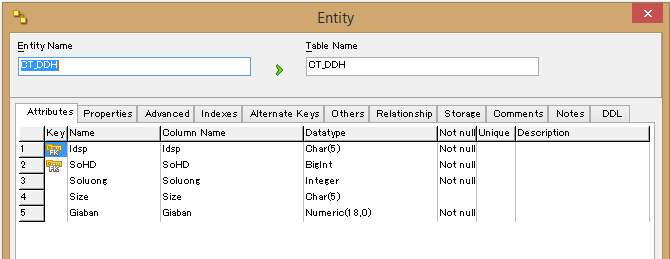 Entity
Entity Name
Table Name
CT_DDH
CT_DDH
Attributes Properties Advanced Indexes Alternate Keys Others Relationship Storage Comments Notes DDL
Key Name Column Name Datatype Not null Unique Description
1 FK Idsp Idsp Char(5) Not null
2 FK SoHD SoHD BigInt Not null
3 Soluong Soluong Integer Not null
4 Size Size Char(5)
5 Giaban Giaban Numeric(18,0) Not null